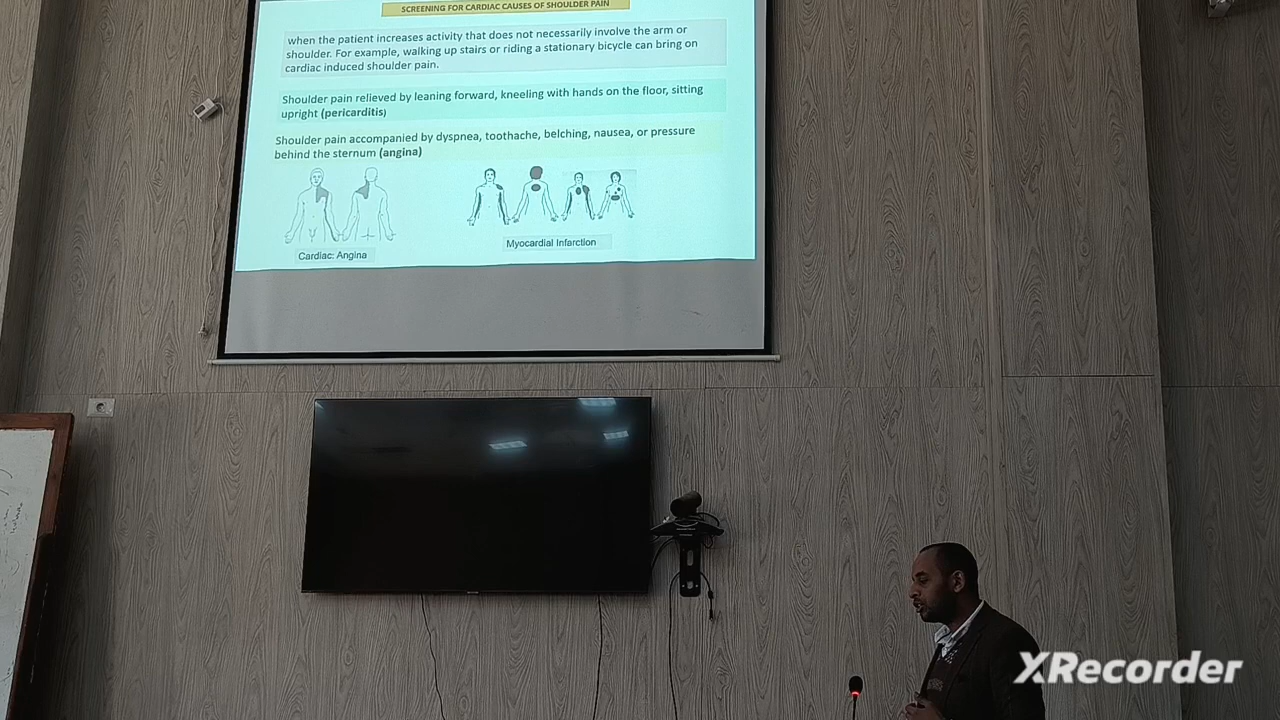 SCREENING FOR CARDIAC CAUSES OF SHOULDER PAIN
when the patient increases activity that does not necessarily involve the arm or
shoulder. For example, walking up stairs or riding a stationary bicycle can bring on
cardiac induced shoulder pain.
Shoulder pain relieved by leaning forward, kneeling with hands on the floor, sitting
upright (pericarditis)
Shoulder pain accompanied by dyspnea, toothache, belching, nausea, or pressure
behind the sternum (angina)
Cardiac: Angina
Myocardial Infarction
XRecorder